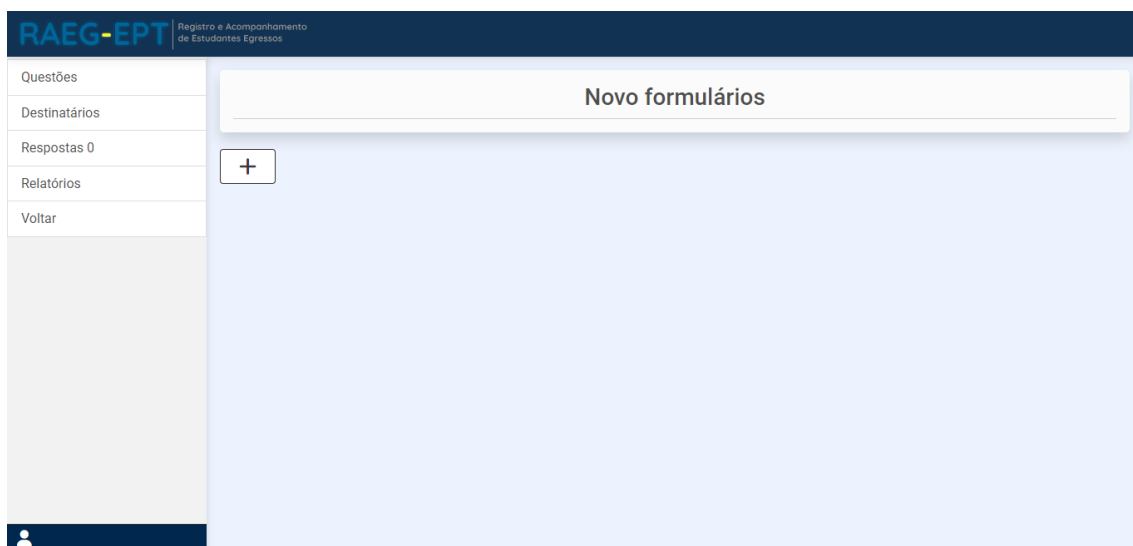 RAEG-EPT
Registro e Acompanhamento
de Estudantes Egressos
Questões
Destinatários
Respostas 0
Relatórios
Voltar
Novo formulários
+